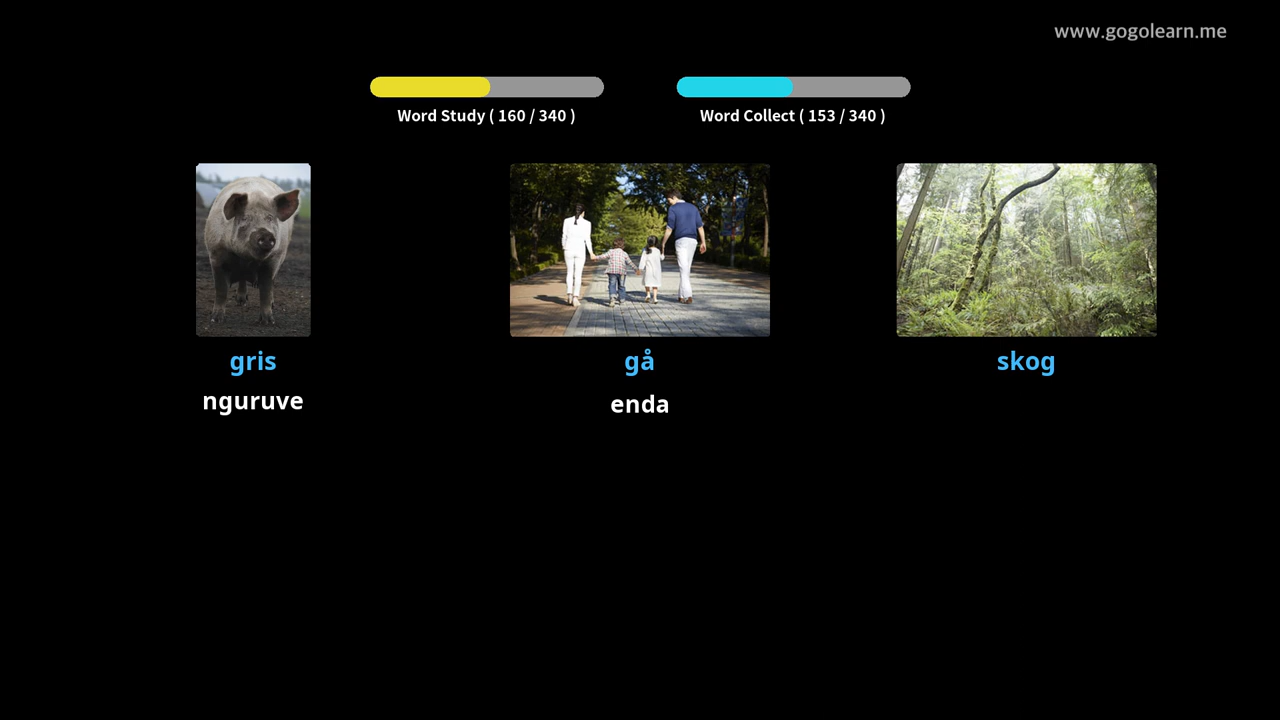 www.gogolearn.me
Word Study ( 160 / 340 )
Word Collect ( 153 / 340 )
gris
gå
skog
nguruve
enda